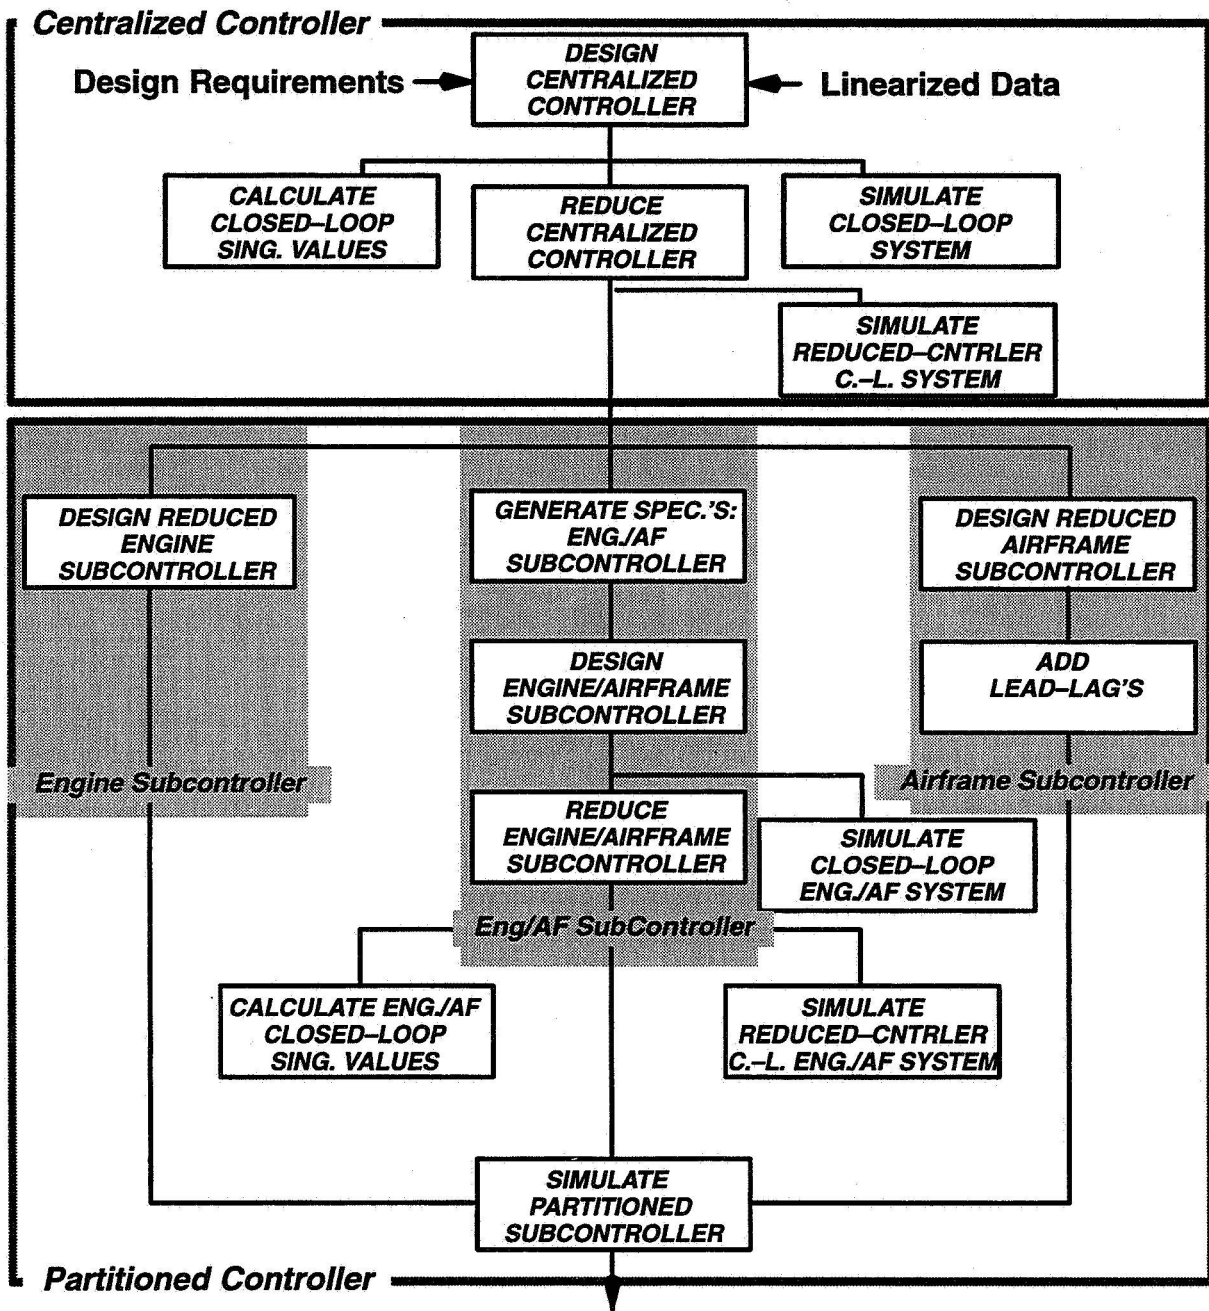 Centralized Controller
Design Requirements
DESIGN
CENTRALIZED
CONTROLLER
Linearized Data
CALCULATE
CLOSED–LOOP
SING. VALUES
REDUCE
CENTRALIZED
CONTROLLER
SIMULATE
CLOSED–LOOP
SYSTEM
SIMULATE
REDUCED–CNTRLER
C.–L. SYSTEM
DESIGN REDUCED
ENGINE
SUBCONTROLLER
GENERATE SPEC.'S:
ENG./AF
SUBCONTROLLER
DESIGN REDUCED
AIRFRAME
SUBCONTROLLER
DESIGN
ENGINE/AIRFRAME
SUBCONTROLLER
ADD
LEAD–LAG'S
Engine Subcontroller
Airframe Subcontroller
REDUCE
ENGINE/AIRFRAME
SUBCONTROLLER
SIMULATE
CLOSED–LOOP
ENG./AF SYSTEM
Eng/AF SubController
CALCULATE ENG./AF
CLOSED–LOOP
SING. VALUES
SIMULATE
REDUCED–CNTRLER
C.–L. ENG./AF SYSTEM
SIMULATE
PARTITIONED
SUBCONTROLLER
Partitioned Controller